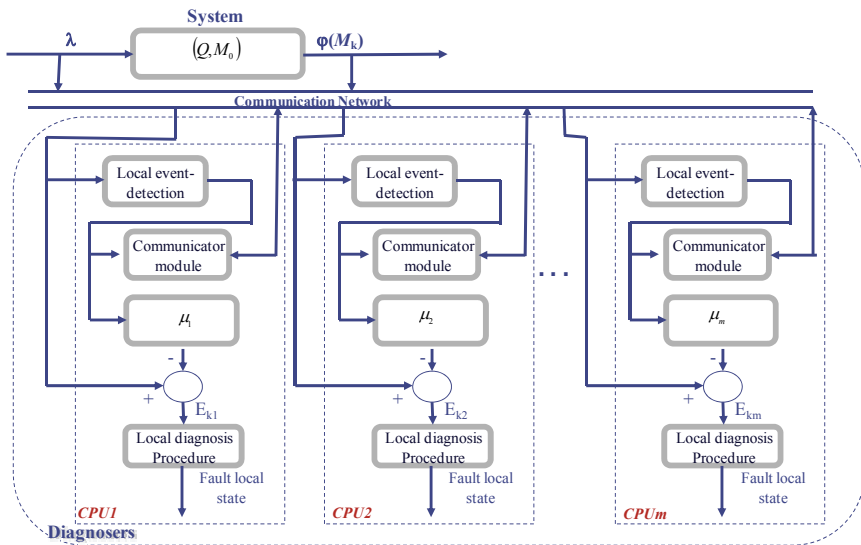 System
λ
(Q, M₀)
φ(Mₖ)
Communication Network
Local event-
detection
Communicator
module
μ₁
-
+
Eₖ₁
Local diagnosis
Procedure
Fault local
state
CPU1
Local event-
detection
Communicator
module
μ₂
-
+
Eₖ₂
Local diagnosis
Procedure
Fault local
state
CPU2
...
Local event-
detection
Communicator
module
μₘ
-
+
Eₖₘ
Local diagnosis
Procedure
Fault local
state
CPUm
Diagnosers